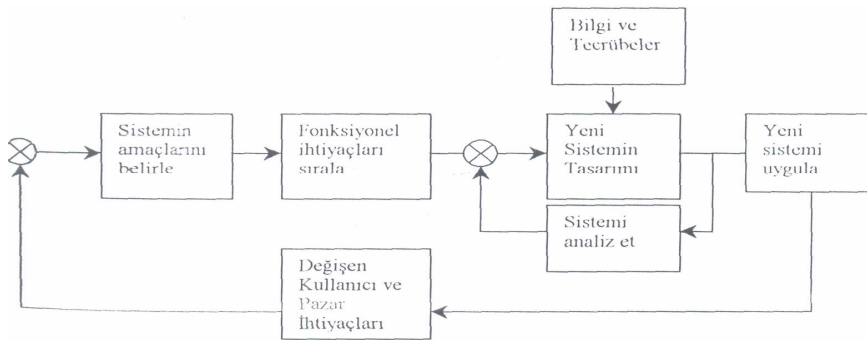 Bilgi ve
Tecrübeler
Sistemin
amaçlarını
belirle
Fonksiyonel
ihtiyaçları
sırala
Yeni
Sistemin
Tasarımı
Yeni
sistemi
uygula
Sistemi
analiz et
Değişen
Kullanıcı ve
Pazar
İhtiyaçları